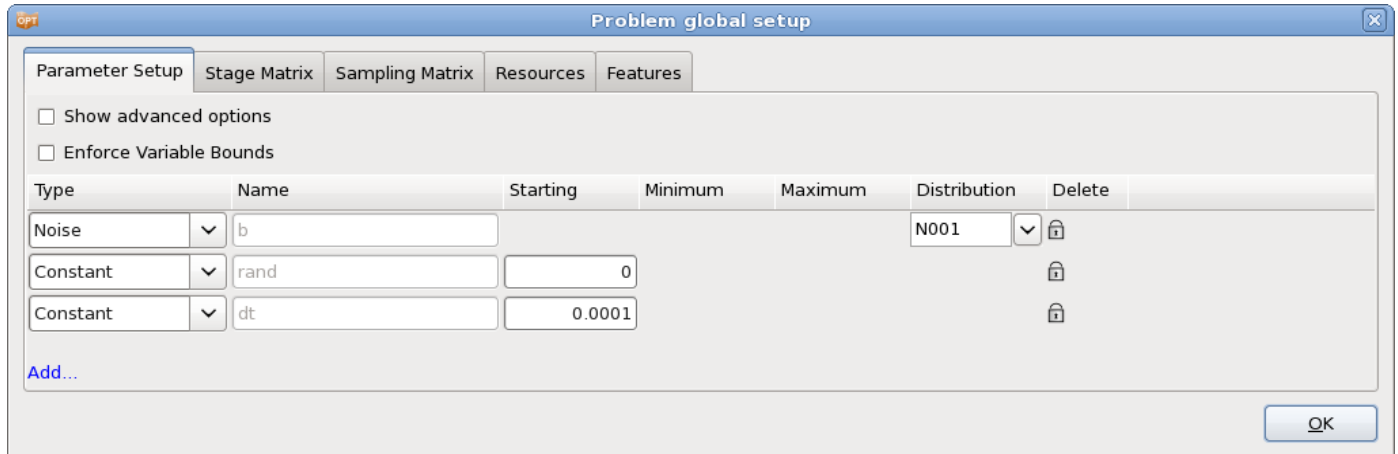 OPT Problem global setup
Parameter Setup Stage Matrix Sampling Matrix Resources Features
Show advanced options
Enforce Variable Bounds
Type Name Starting Minimum Maximum Distribution Delete
Noise b N001
Constant rand 0
Constant dt 0.0001
Add...
OK